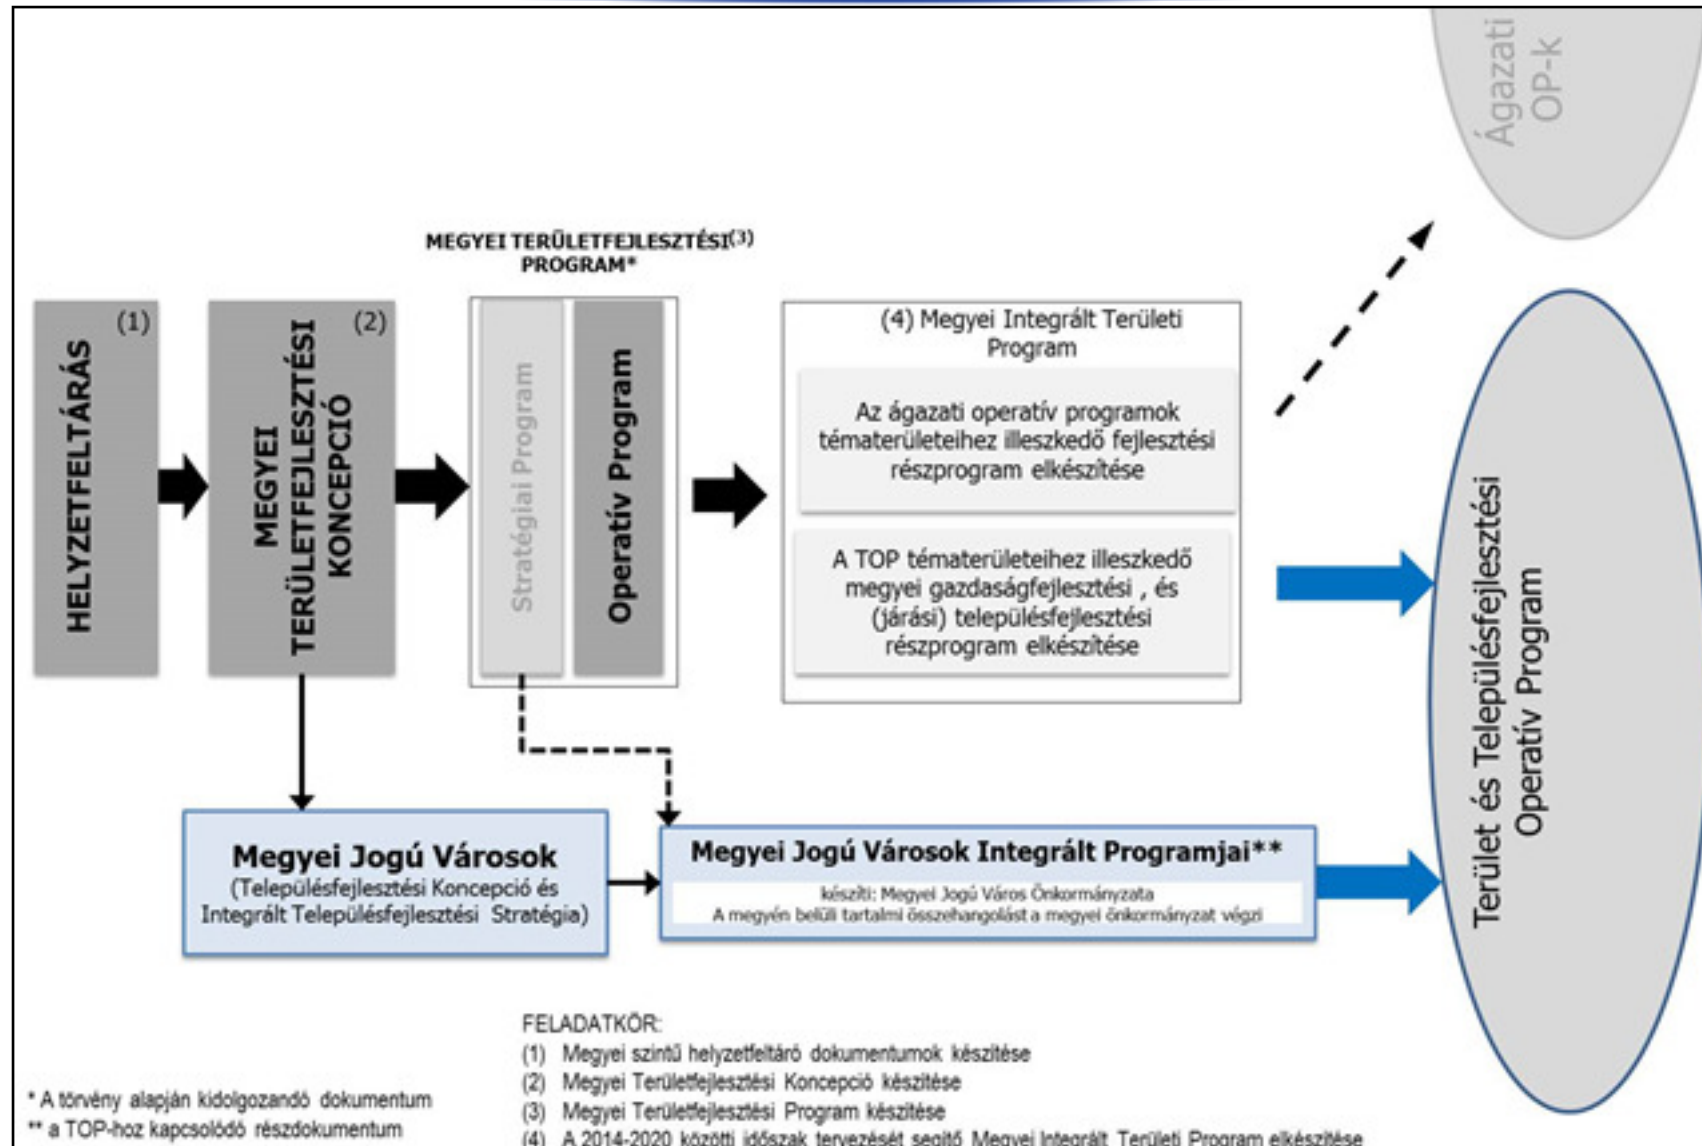 Ágazati
OP-k
MEGYEI TERÜLETFEJLESZTÉSI(3)
PROGRAM*
(1)
HELYZETFELTÁRÁS
(2)
MEGYEI
TERÜLETFEJLESZTÉSI
KONCEPCIÓ
Stratégiai Program
Operatív Program
(4) Megyei Integrált Területi
Program
Az ágazati operatív programok
tématerületeihez illeszkedő fejlesztési
részprogram elkészítése
A TOP tématerületeihez illeszkedő
megyei gazdaságfejlesztési , és
(járási) településfejlesztési
részprogram elkészítése
Terület és Településfejlesztési
Operatív Program
Megyei Jogú Városok
(Településfejlesztési Koncepció és
Integrált Településfejlesztési Stratégia)
Megyei Jogú Városok Integrált Programjai**
készíti: Megyei Jogú Város Önkormányzata
A megyén belüli tartalmi összehangolást a megyei önkormányzat végzi
FELADATKÖR:
(1) Megyei szintű helyzetfeltáró dokumentumok készítése
(2) Megyei Területfejlesztési Koncepció készítése
(3) Megyei Területfejlesztési Program készítése
(4) A 2014-2020 közötti időszak tervezését segítő Megyei Integrált Területi Program elkészítése
* A törvény alapján kidolgozandó dokumentum
** a TOP-hoz kapcsolódó részdokumentum